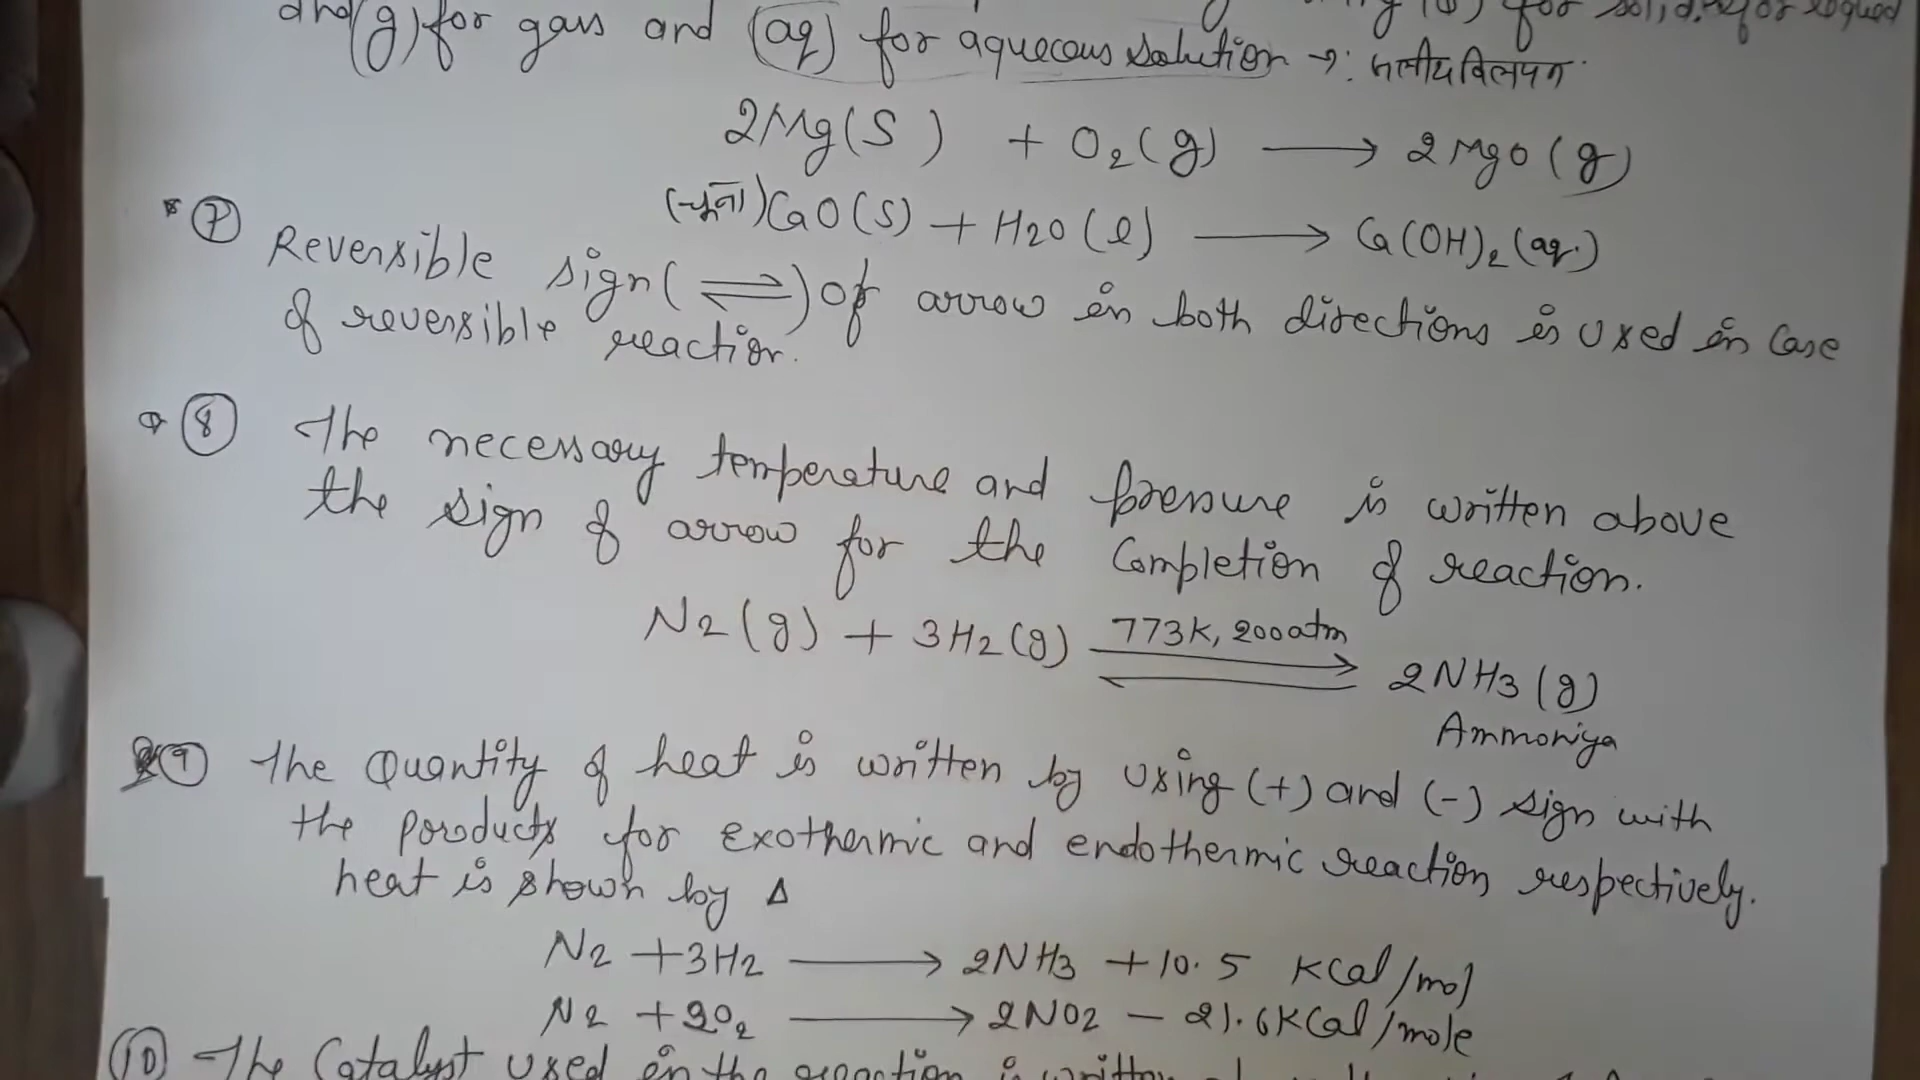 and (g) for gass and (aq) for aquecous solution →: जलीय विलयन
2Mg(S) + O2(g) ⟶ 2MgO(g)
(चूना)CaO(S) + H2O(l) ⟶ Ca(OH)2(aq.)
* ⑦ Reversible sign(⇌) of arrow in both directions is used in Case
of reversible reaction.
⑧ The necessary temperature and pressure is written above
the sign of arrow for the Completion of reaction.
773K, 200atm
N2(g) + 3H2(g) ⇌ 2NH3(g)
Ammoniya
⑨ The Quantity of heat is written by using (+) and (-) sign with
the products for exothermic and endothermic reaction respectively.
heat is shown by Δ
N2 + 3H2 ⟶ 2NH3 + 10.5 KCal/mol
N2 + 2O2 ⟶ 2NO2 - 21.6KCal/mole
⑩ The Catalyst used in the reaction is written